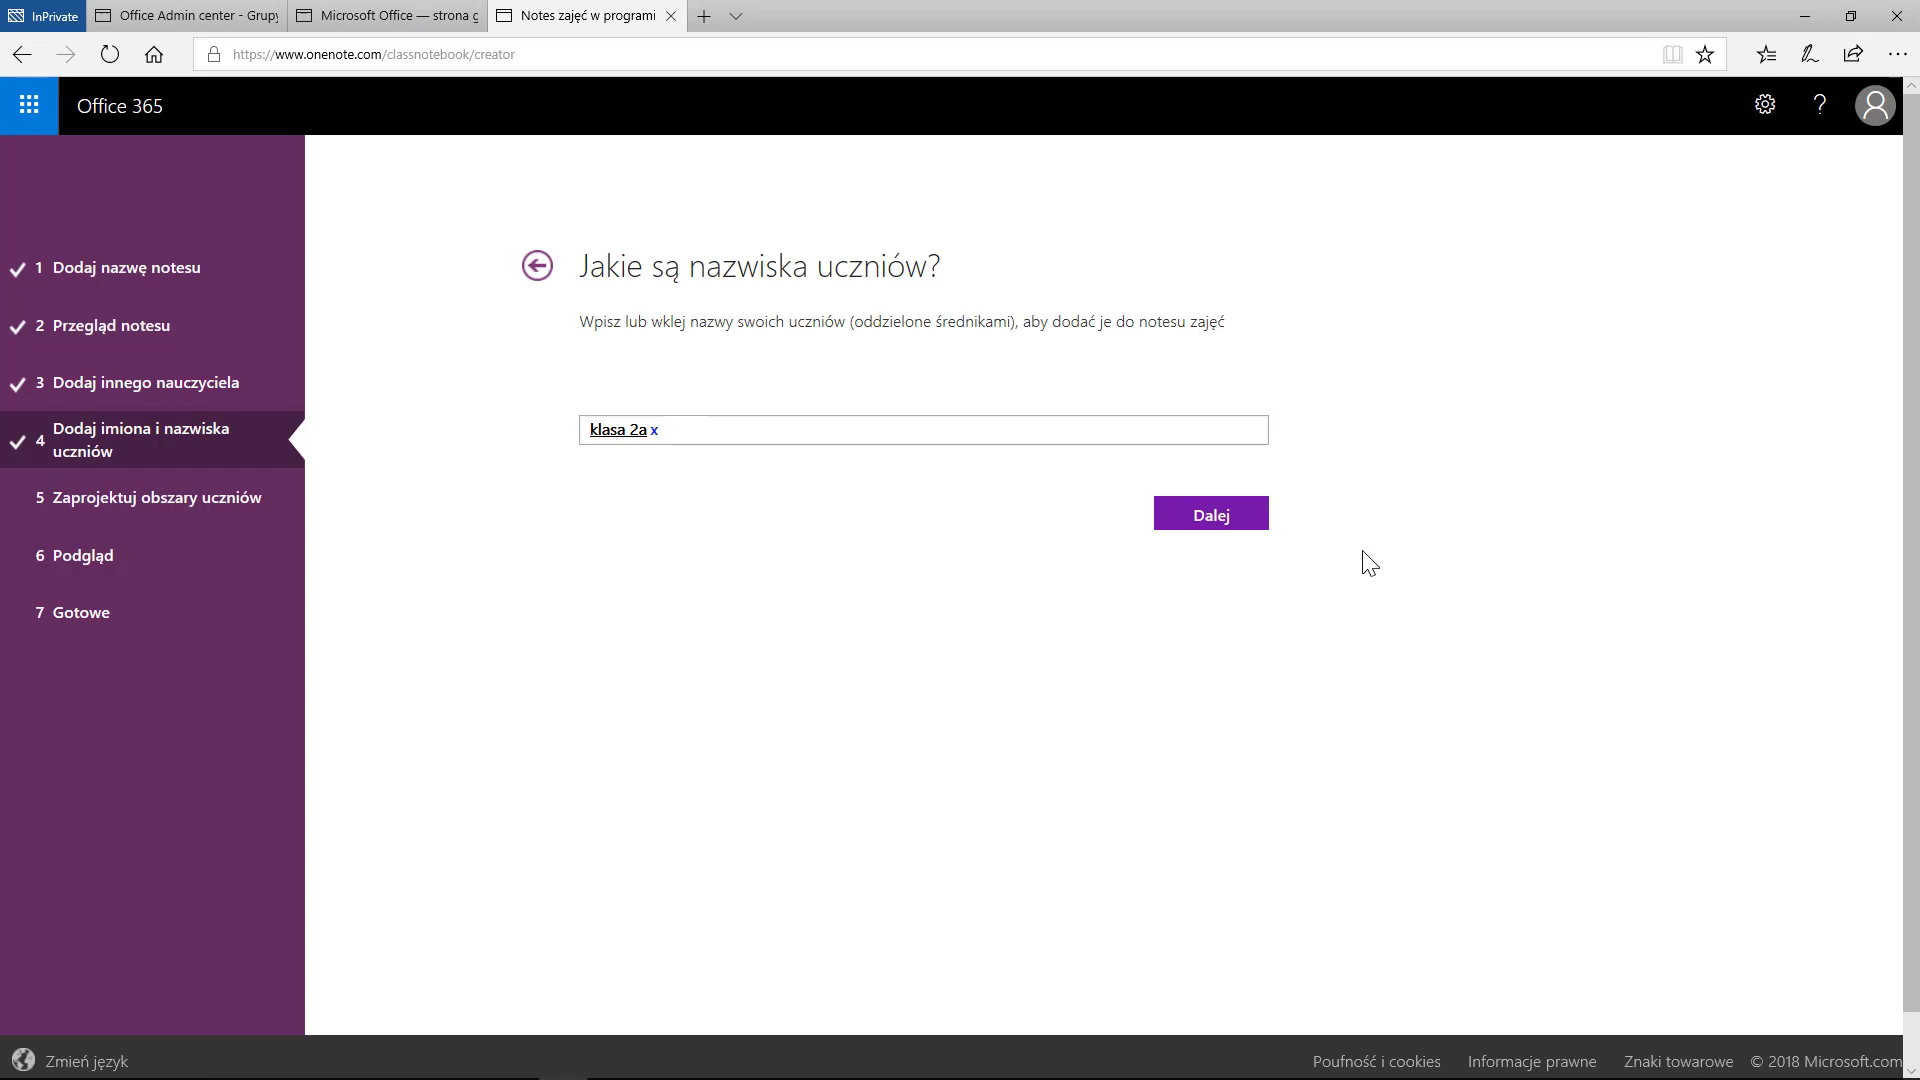 InPrivate
Office Admin center - Grupy
Microsoft Office — strona g
Notes zajęć w programi
https://www.onenote.com/classnotebook/creator
Office 365
?
1 Dodaj nazwę notesu
2 Przegląd notesu
3 Dodaj innego nauczyciela
4 Dodaj imiona i nazwiska
uczniów
5 Zaprojektuj obszary uczniów
6 Podgląd
7 Gotowe
Jakie są nazwiska uczniów?
Wpisz lub wklej nazwy swoich uczniów (oddzielone średnikami), aby dodać je do notesu zajęć
klasa 2a x
Dalej
Zmień język
Poufność i cookies
Informacje prawne
Znaki towarowe
© 2018 Microsoft.com